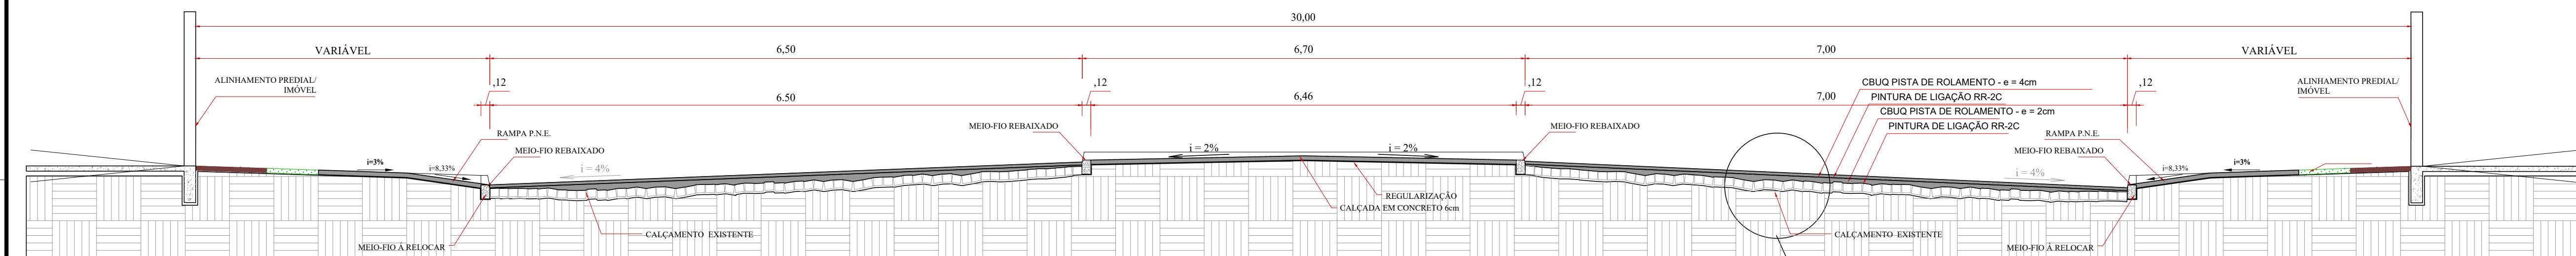 30,00
VARIÁVEL
6,50
6,70
7,00
VARIÁVEL
ALINHAMENTO PREDIAL/
IMÓVEL
,12
6.50
,12
6,46
,12
7,00
,12
CBUQ PISTA DE ROLAMENTO - e = 4cm
PINTURA DE LIGAÇÃO RR-2C
CBUQ PISTA DE ROLAMENTO - e = 2cm
PINTURA DE LIGAÇÃO RR-2C
ALINHAMENTO PREDIAL/
IMÓVEL
RAMPA P.N.E.
MEIO-FIO REBAIXADO
MEIO-FIO REBAIXADO
MEIO-FIO REBAIXADO
RAMPA P.N.E.
MEIO-FIO REBAIXADO
i=3%
i=8,33%
i = 4%
i = 2%
i = 2%
i = 4%
i=8,33%
i=3%
REGULARIZAÇÃO
CALÇADA EM CONCRETO 6cm
MEIO-FIO Á RELOCAR
CALÇAMENTO EXISTENTE
CALÇAMENTO EXISTENTE
MEIO-FIO Á RELOCAR